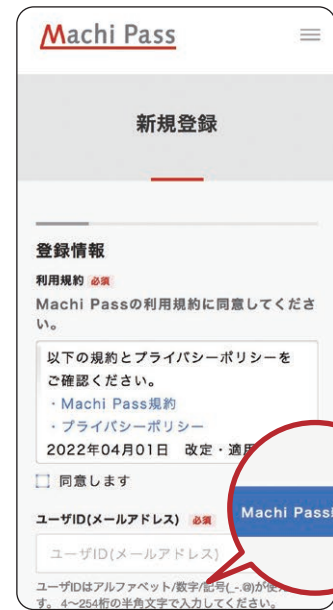 Machi Pass
新規登録
登録情報
利用規約 必須
Machi Passの利用規約に同意してくださ
い。
以下の規約とプライバシーポリシーを
ご確認ください。
・Machi Pass規約
・プライバシーポリシー
2022年04月01日 改定・適用
同意します
ユーザID(メールアドレス) 必須
Machi Pass
ユーザID(メールアドレス)
ユーザIDはアルファベット/数字/記号(_-.@)が使
す。4〜254桁の半角文字で入力してください。